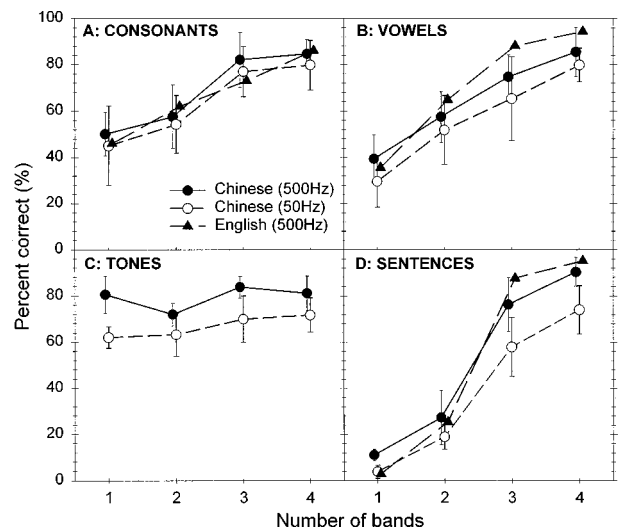 A: CONSONANTS
B: VOWELS
100
80
60
40
20
0
Chinese (500Hz)
Chinese (50Hz)
English (500Hz)
C: TONES
D: SENTENCES
80
60
40
20
0
Percent correct (%)
1 2 3 4 1 2 3 4
Number of bands